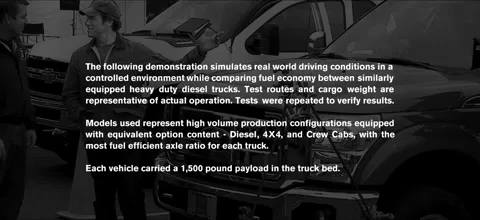 The following demonstration simulates real world driving conditions in a
controlled environment while comparing fuel economy between similarly
equipped heavy duty diesel trucks. Test routes and cargo weight are
representative of actual operation. Tests were repeated to verify results.
Models used represent high volume production configurations equipped
with equivalent option content - Diesel, 4X4, and Crew Cabs, with the
most fuel efficient axle ratio for each truck.
Each vehicle carried a 1,500 pound payload in the truck bed.